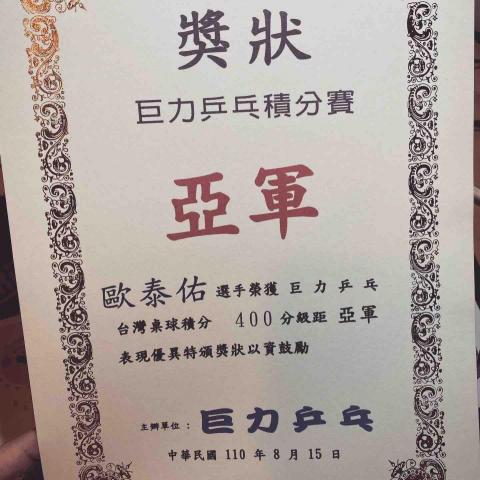 獎狀
巨力乒乓積分賽
亞軍
歐泰佑 選手榮獲 巨力乒乓
台灣桌球積分 400分級距 亞軍
表現優異特頒獎狀以資鼓勵
主辦單位：巨力乒乓
中華民國 110 年 8 月 15 日